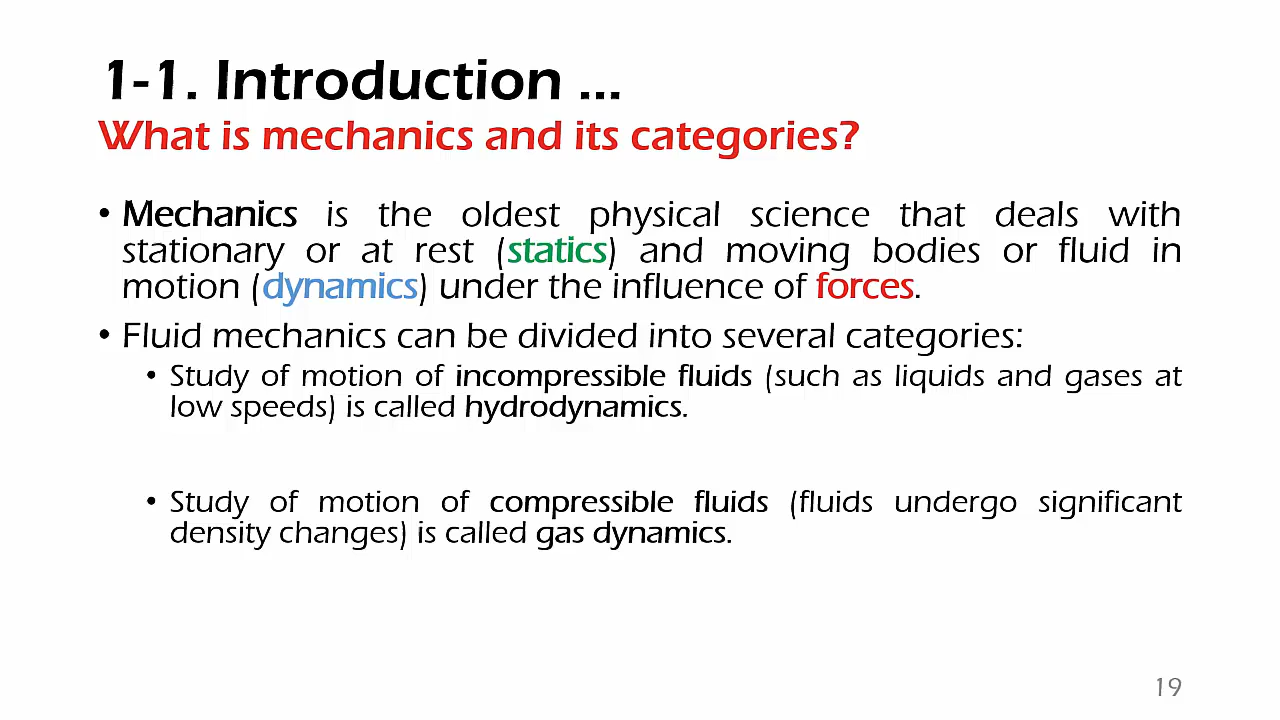 1-1. Introduction ...
What is mechanics and its categories?
• Mechanics is the oldest physical science that deals with
stationary or at rest (statics) and moving bodies or fluid in
motion (dynamics) under the influence of forces.
• Fluid mechanics can be divided into several categories:
• Study of motion of incompressible fluids (such as liquids and gases at
low speeds) is called hydrodynamics.
• Study of motion of compressible fluids (fluids undergo significant
density changes) is called gas dynamics.
19